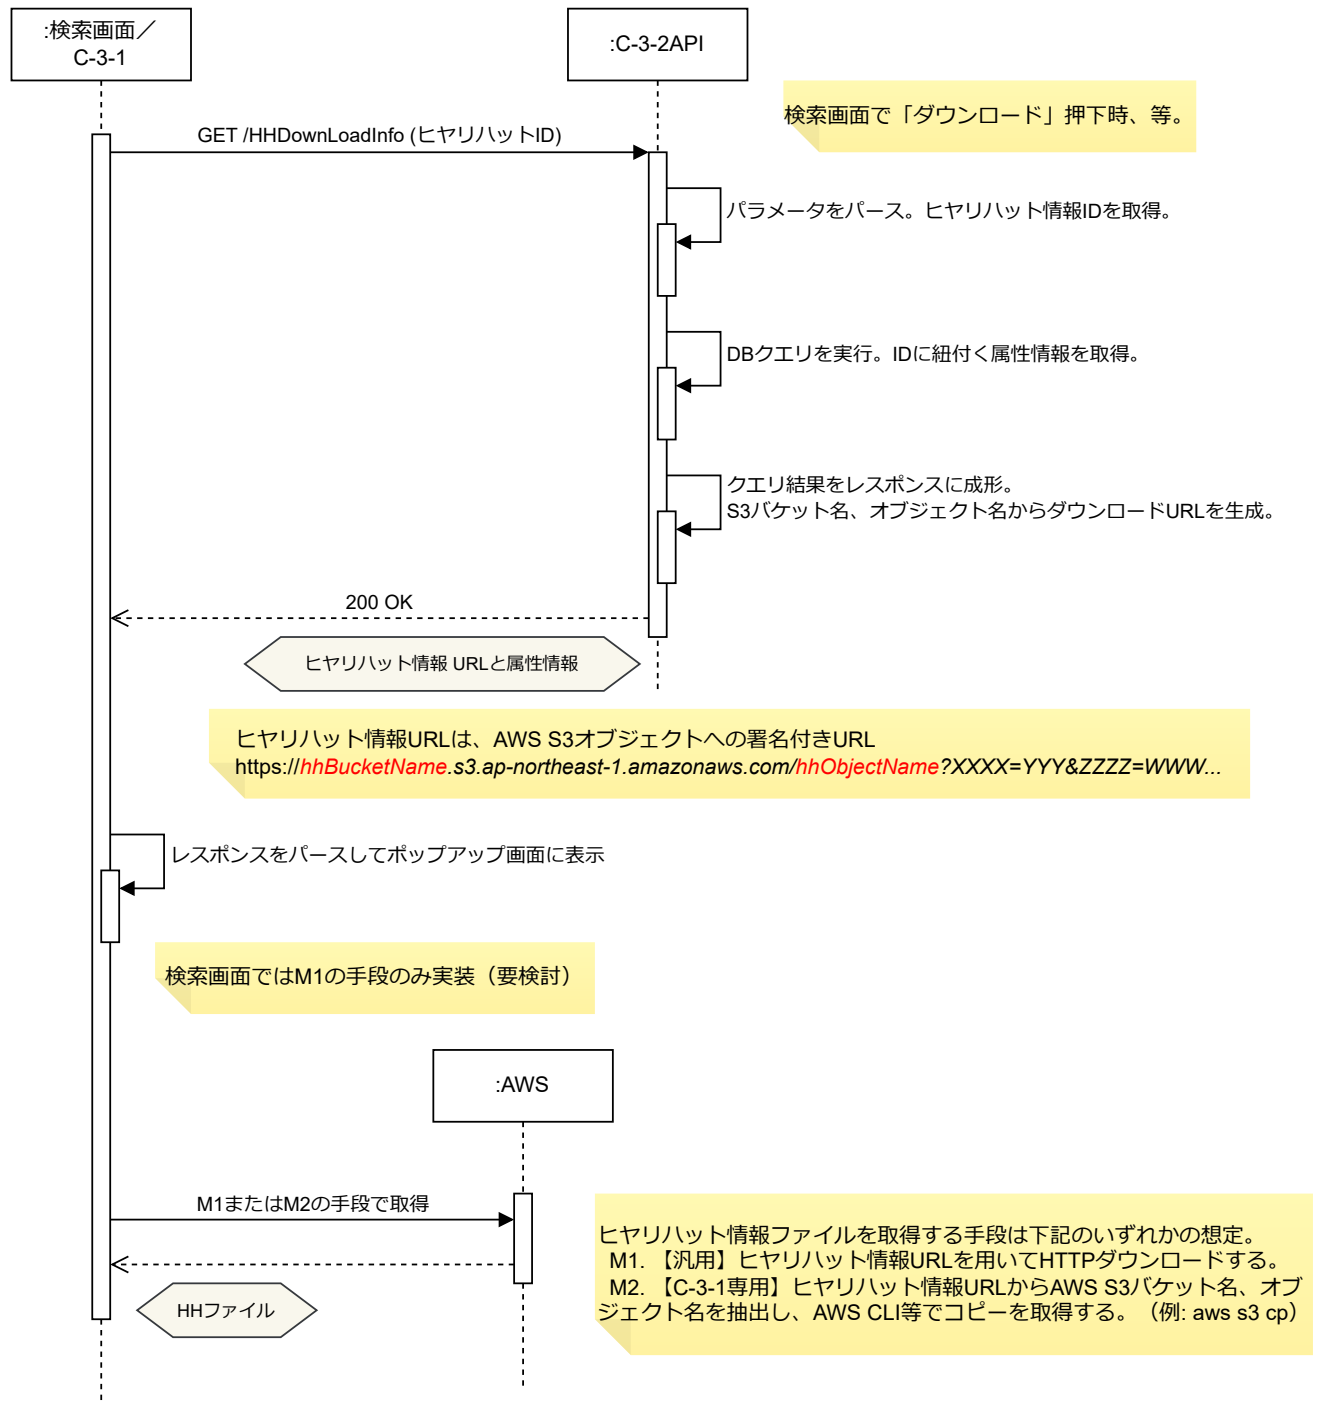 :検索画面／
C-3-1
:C-3-2API
検索画面で「ダウンロード」押下時、等。
GET /HHDownLoadInfo (ヒヤリハットID)
パラメータをパース。ヒヤリハット情報IDを取得。
DBクエリを実行。IDに紐付く属性情報を取得。
クエリ結果をレスポンスに成形。
S3バケット名、オブジェクト名からダウンロードURLを生成。
200 OK
ヒヤリハット情報 URLと属性情報
ヒヤリハット情報URLは、AWS S3オブジェクトへの署名付きURL
https://hhBucketName.s3.ap-northeast-1.amazonaws.com/hhObjectName?XXXX=YYY&ZZZZ=WWW...
レスポンスをパースしてポップアップ画面に表示
検索画面ではM1の手段のみ実装（要検討）
:AWS
M1またはM2の手段で取得
HHファイル
ヒヤリハット情報ファイルを取得する手段は下記のいずれかの想定。
M1. 【汎用】ヒヤリハット情報URLを用いてHTTPダウンロードする。
M2. 【C-3-1専用】ヒヤリハット情報URLからAWS S3バケット名、オブ
ジェクト名を抽出し、AWS CLI等でコピーを取得する。（例: aws s3 cp）